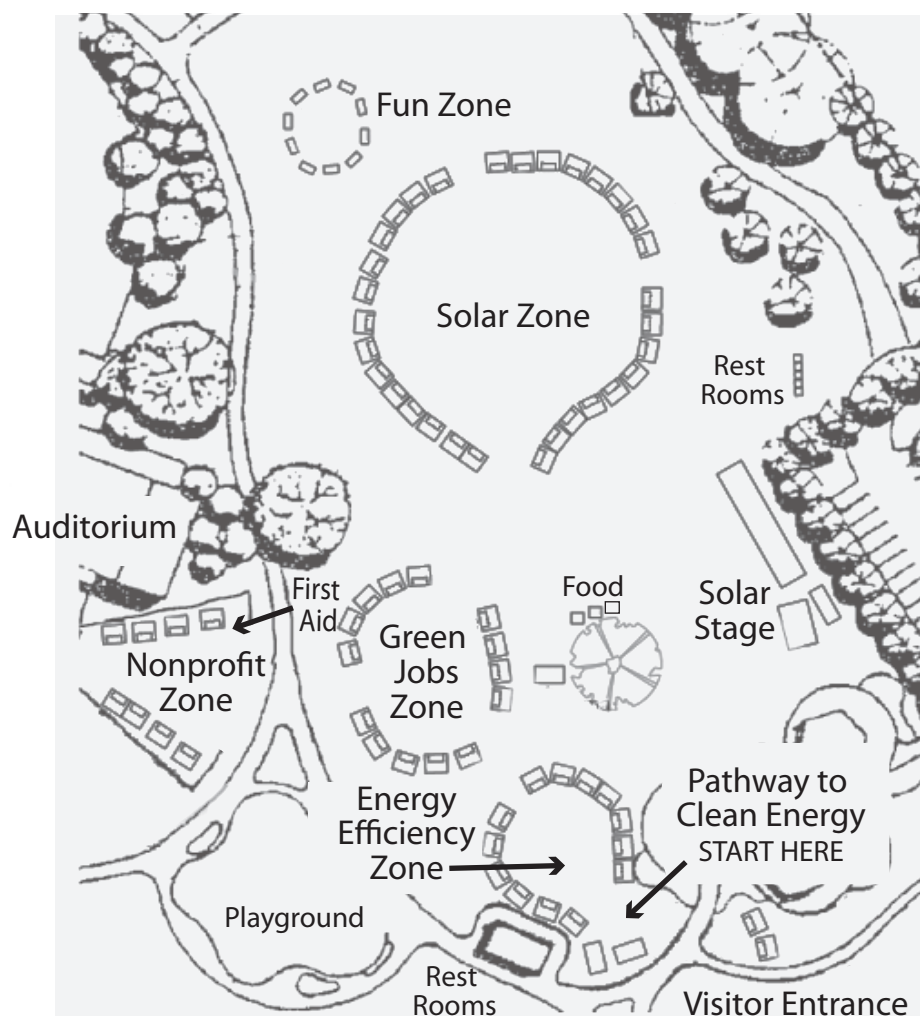 Fun Zone
Solar Zone
Rest
Rooms
Auditorium
First
Aid
Food
Solar
Stage
Green
Jobs
Zone
Nonprofit
Zone
Energy
Efficiency
Zone
Pathway to
Clean Energy
START HERE
Playground
Rest
Rooms
Visitor Entrance